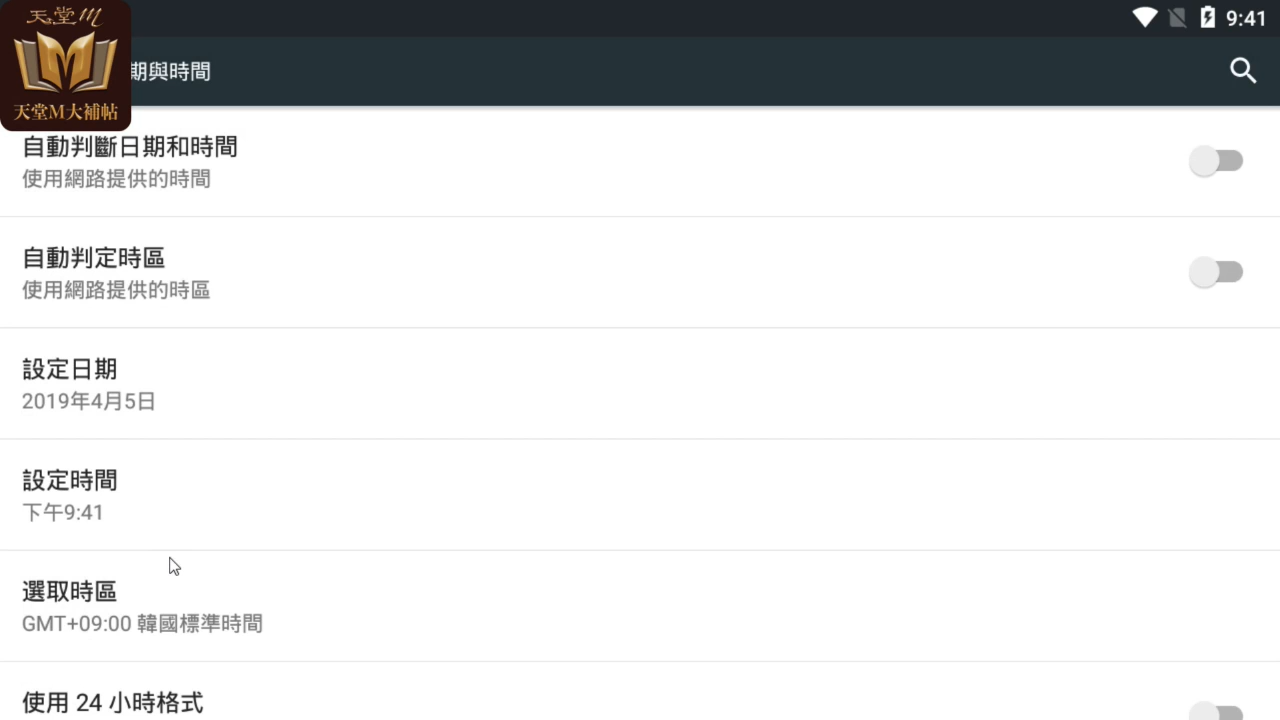 天堂M
天堂M大補帖
9:41
期與時間
自動判斷日期和時間
使用網路提供的時間
自動判定時區
使用網路提供的時區
設定日期
2019年4月5日
設定時間
下午9:41
選取時區
GMT+09:00 韓國標準時間
使用 24 小時格式